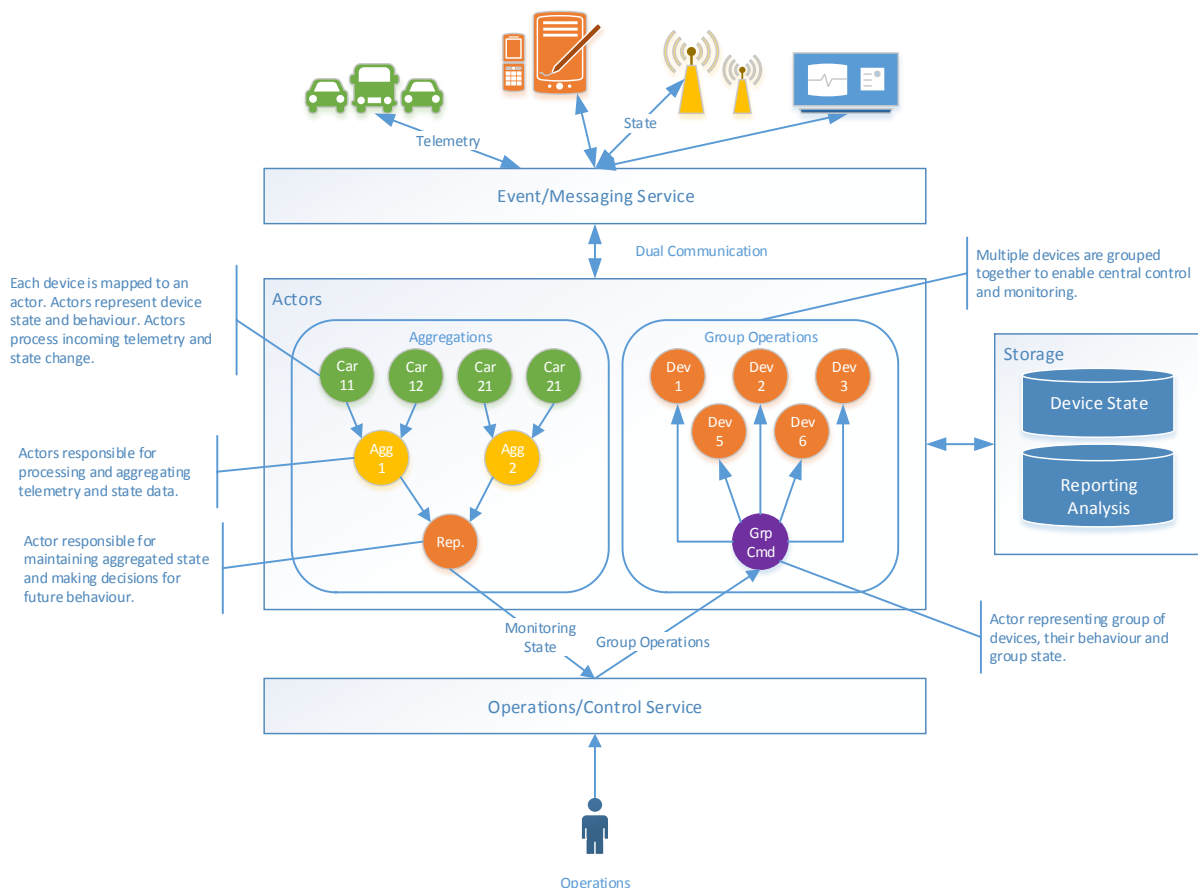 Telemetry
State
Event/Messaging Service
Dual Communication
Each device is mapped to an
actor. Actors represent device
state and behaviour. Actors
process incoming telemetry and
state change.
Multiple devices are grouped
together to enable central control
and monitoring.
Actors
Aggregations
Car
11
Car
12
Car
21
Car
21
Agg
1
Agg
2
Rep.
Group Operations
Dev
1
Dev
2
Dev
3
Dev
5
Dev
6
Grp
Cmd
Storage
Device State
Reporting
Analysis
Actors responsible for
processing and aggregating
telemetry and state data.
Actor responsible for
maintaining aggregated state
and making decisions for
future behaviour.
Actor representing group of
devices, their behaviour and
group state.
Monitoring
State
Group Operations
Operations/Control Service
Operations